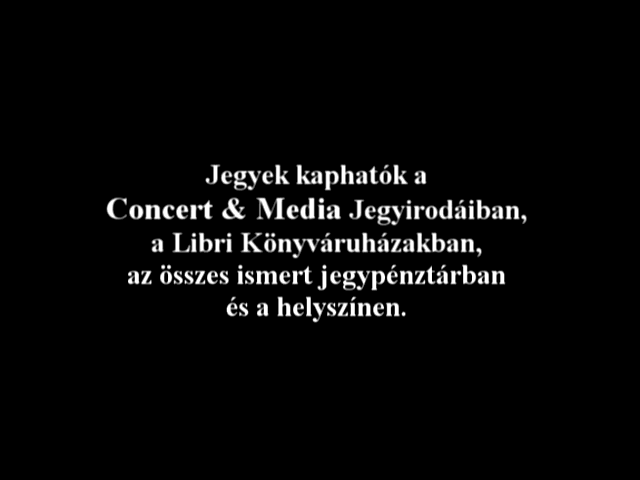 Jegyek kaphatók a
Concert & Media Jegyirodáiban,
a Libri Könyváruházakban,
az összes ismert jegypénztárban
és a helyszínen.